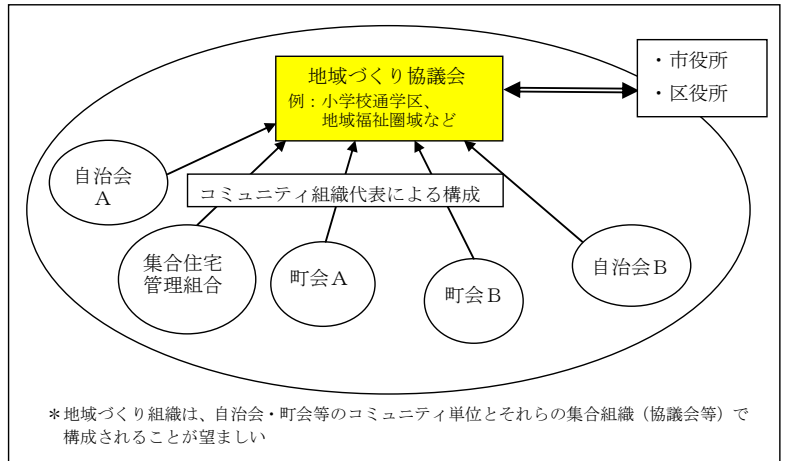 地域づくり協議会
例：小学校通学区、
地域福祉圏域など
・市役所
・区役所
自治会
A
コミュニティ組織代表による構成
集合住宅
管理組合
町会A
町会B
自治会B
＊地域づくり組織は、自治会・町会等のコミュニティ単位とそれらの集合組織（協議会等）で
構成されることが望ましい